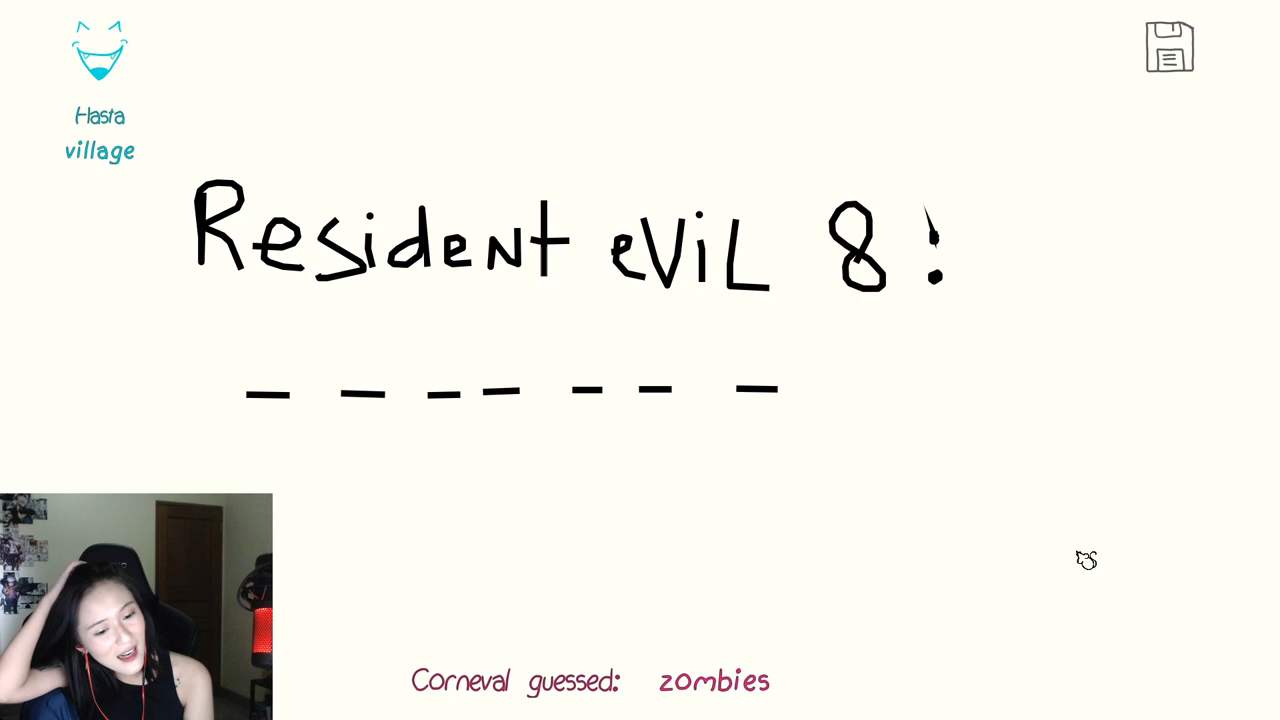 Hasta
village
Resident eviL 8 !
_ _ _ _ _ _ _
Corneval guessed: zombies